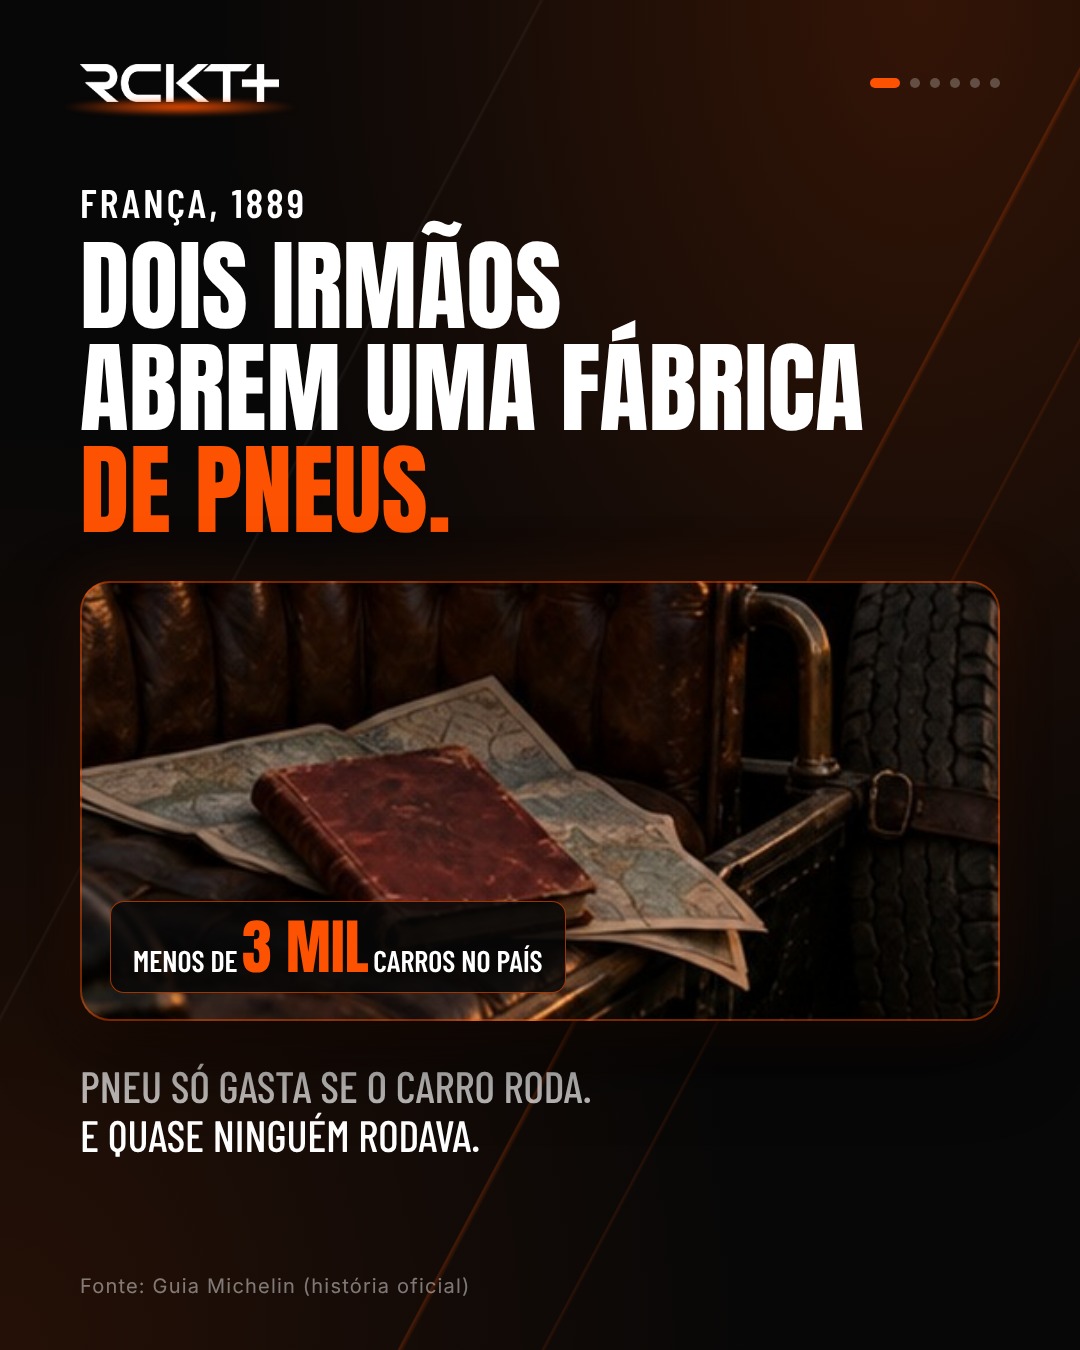 RCKT+
FRANÇA, 1889
DOIS IRMÃOS
ABREM UMA FÁBRICA
DE PNEUS.
MENOS DE 3 MIL CARROS NO PAÍS
PNEU SÓ GASTA SE O CARRO RODA.
E QUASE NINGUÉM RODAVA.
Fonte: Guia Michelin (história oficial)